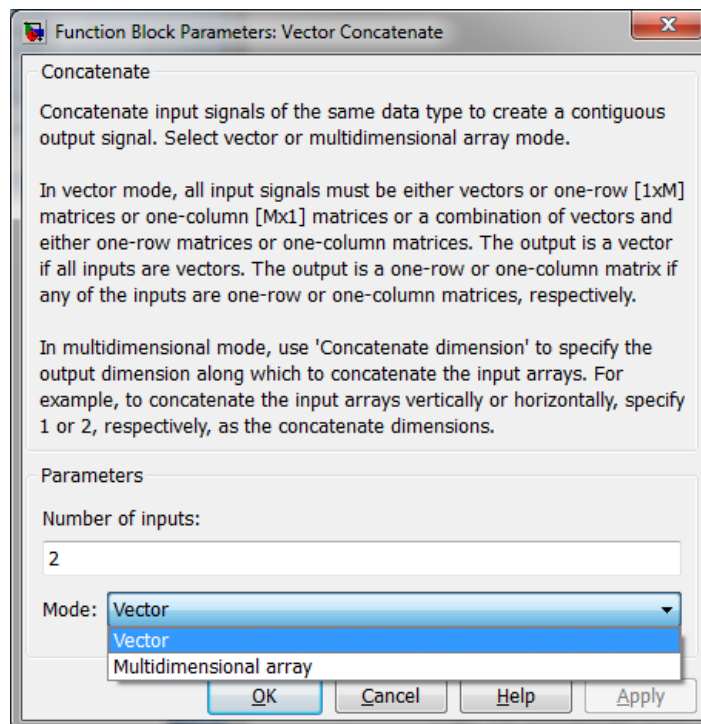 Function Block Parameters: Vector Concatenate
Concatenate
Concatenate input signals of the same data type to create a contiguous
output signal. Select vector or multidimensional array mode.
In vector mode, all input signals must be either vectors or one-row [1xM]
matrices or one-column [Mx1] matrices or a combination of vectors and
either one-row matrices or one-column matrices. The output is a vector
if all inputs are vectors. The output is a one-row or one-column matrix if
any of the inputs are one-row or one-column matrices, respectively.
In multidimensional mode, use 'Concatenate dimension' to specify the
output dimension along which to concatenate the input arrays. For
example, to concatenate the input arrays vertically or horizontally, specify
1 or 2, respectively, as the concatenate dimensions.
Parameters
Number of inputs:
2
Mode: Vector
Vector
Multidimensional array
OK Cancel Help Apply